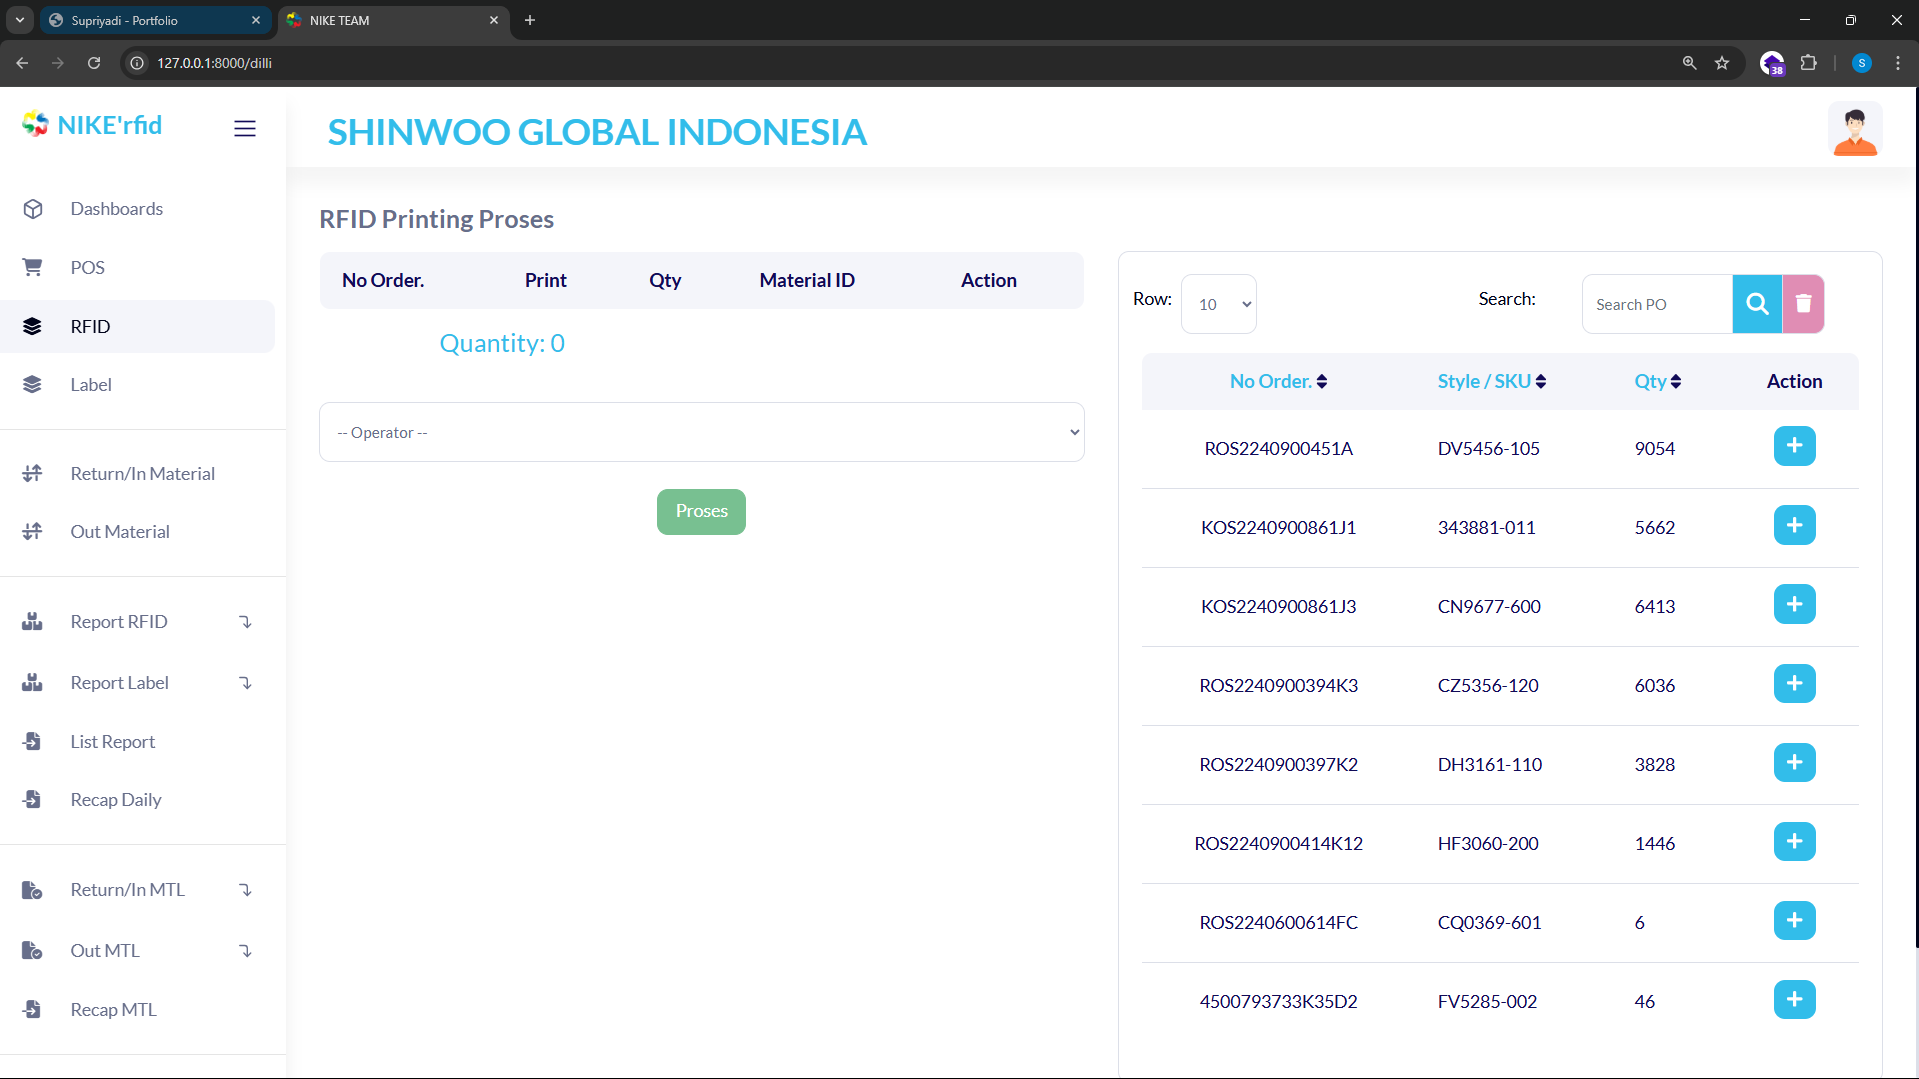 Supriyadi - Portfolio
NIKE TEAM
127.0.0.1:8000/dilli
38
S
NIKE'rfid
SHINWOO GLOBAL INDONESIA
Dashboards
POS
RFID
Label
Return/In Material
Out Material
Report RFID
Report Label
List Report
Recap Daily
Return/In MTL
Out MTL
Recap MTL
RFID Printing Proses
No Order. Print Qty Material ID Action
Quantity: 0
-- Operator --
Proses
Row: 10 Search: Search PO
No Order. Style / SKU Qty Action
ROS2240900451A DV5456-105 9054
KOS2240900861J1 343881-011 5662
KOS2240900861J3 CN9677-600 6413
ROS2240900394K3 CZ5356-120 6036
ROS2240900397K2 DH3161-110 3828
ROS2240900414K12 HF3060-200 1446
ROS2240600614FC CQ0369-601 6
4500793733K35D2 FV5285-002 46